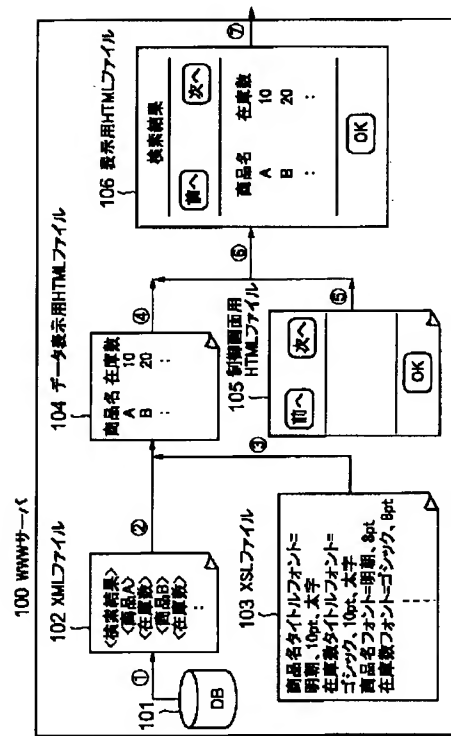 100 WWWサーバ
101
DB
①
102 XMLファイル
<検索結果>
<商品A>
<在庫数>
<商品B>
<在庫数>
:
②
103 XSLファイル
商品名タイトルフォント=
明朝、10pt、太字
在庫数タイトルフォント=
ゴシック、10pt、太字
商品名フォント=明朝、8pt
在庫数フォント=ゴシック、8pt
③
104 データ表示用HTMLファイル
商品名 在庫数
A 10
B 20
: :
④
105 制御画面用
HTMLファイル
前へ 次へ
OK
⑤
⑥
106 表示用HTMLファイル
検索結果
前へ 次へ
商品名 在庫数
A 10
B 20
: :
OK
⑦